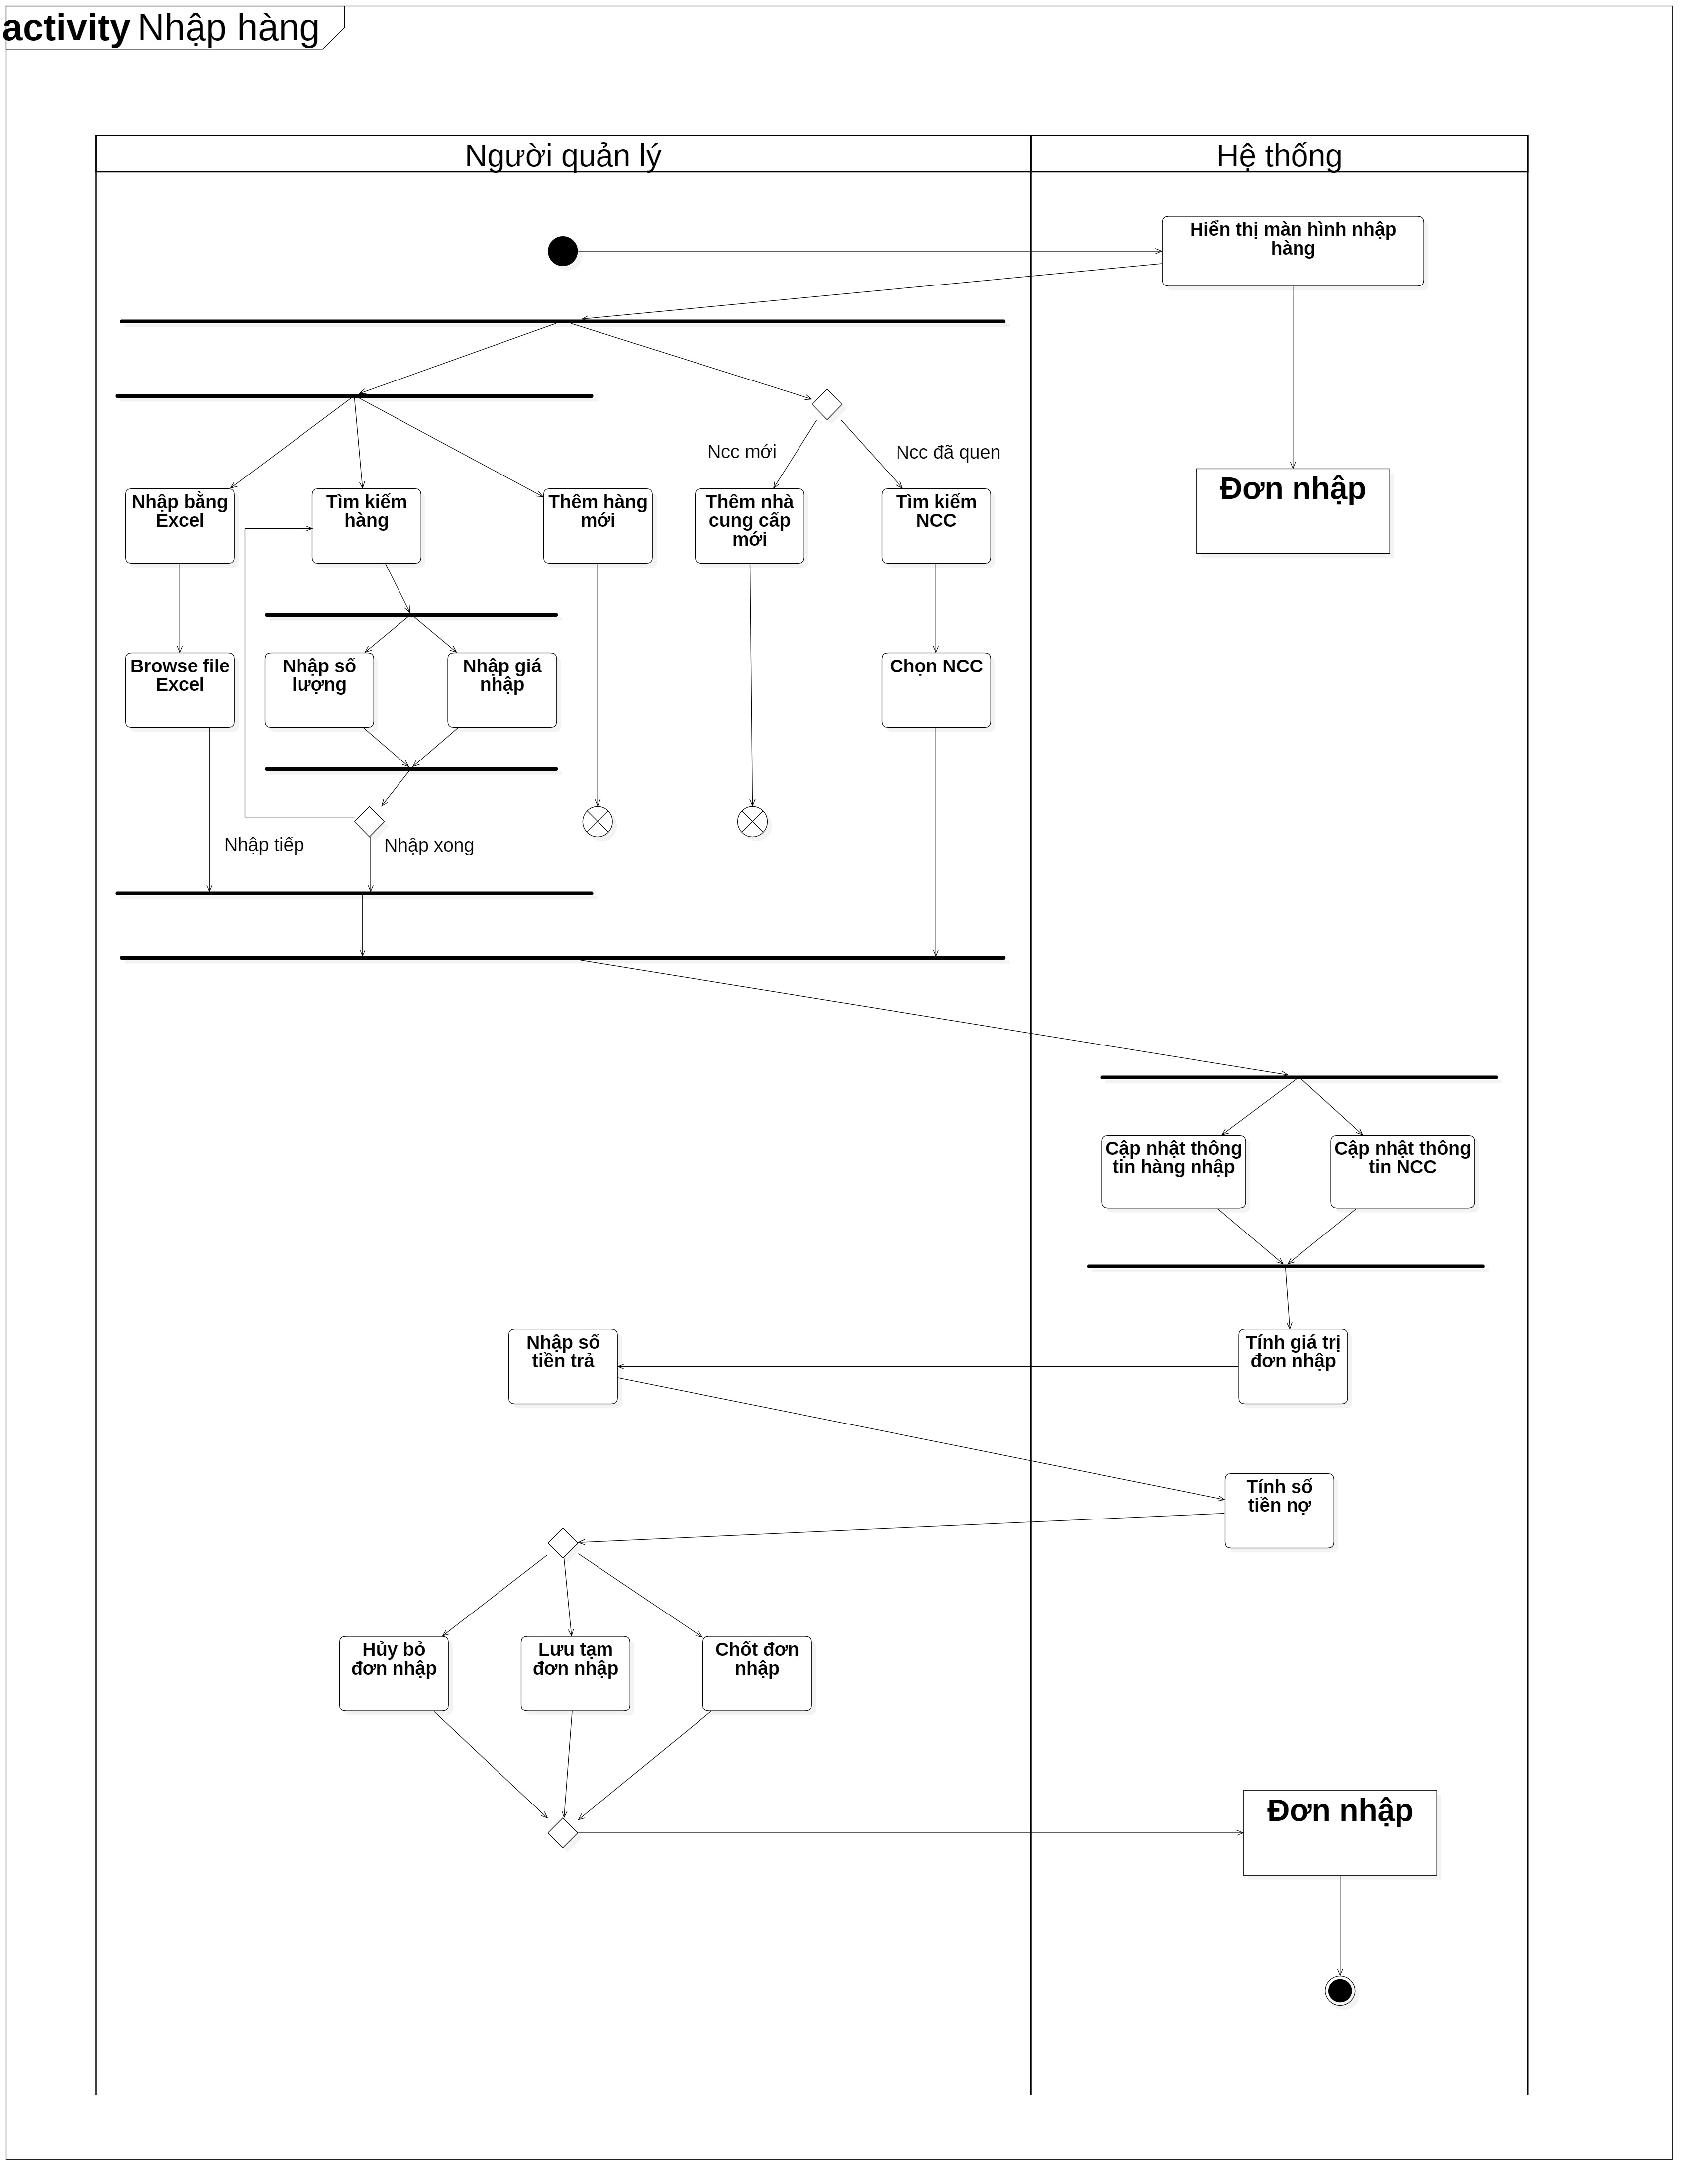 activity Nhập hàng
Người quản lý
Hệ thống
Hiển thị màn hình nhập
hàng
Ncc mới
Ncc đã quen
Nhập bằng
Excel
Tìm kiếm
hàng
Thêm hàng
mới
Thêm nhà
cung cấp
mới
Tìm kiếm
NCC
Đơn nhập
Browse file
Excel
Nhập số
lượng
Nhập giá
nhập
Chọn NCC
Nhập tiếp
Nhập xong
Cập nhật thông
tin hàng nhập
Cập nhật thông
tin NCC
Nhập số
tiền trả
Tính giá trị
đơn nhập
Tính số
tiền nợ
Hủy bỏ
đơn nhập
Lưu tạm
đơn nhập
Chốt đơn
nhập
Đơn nhập